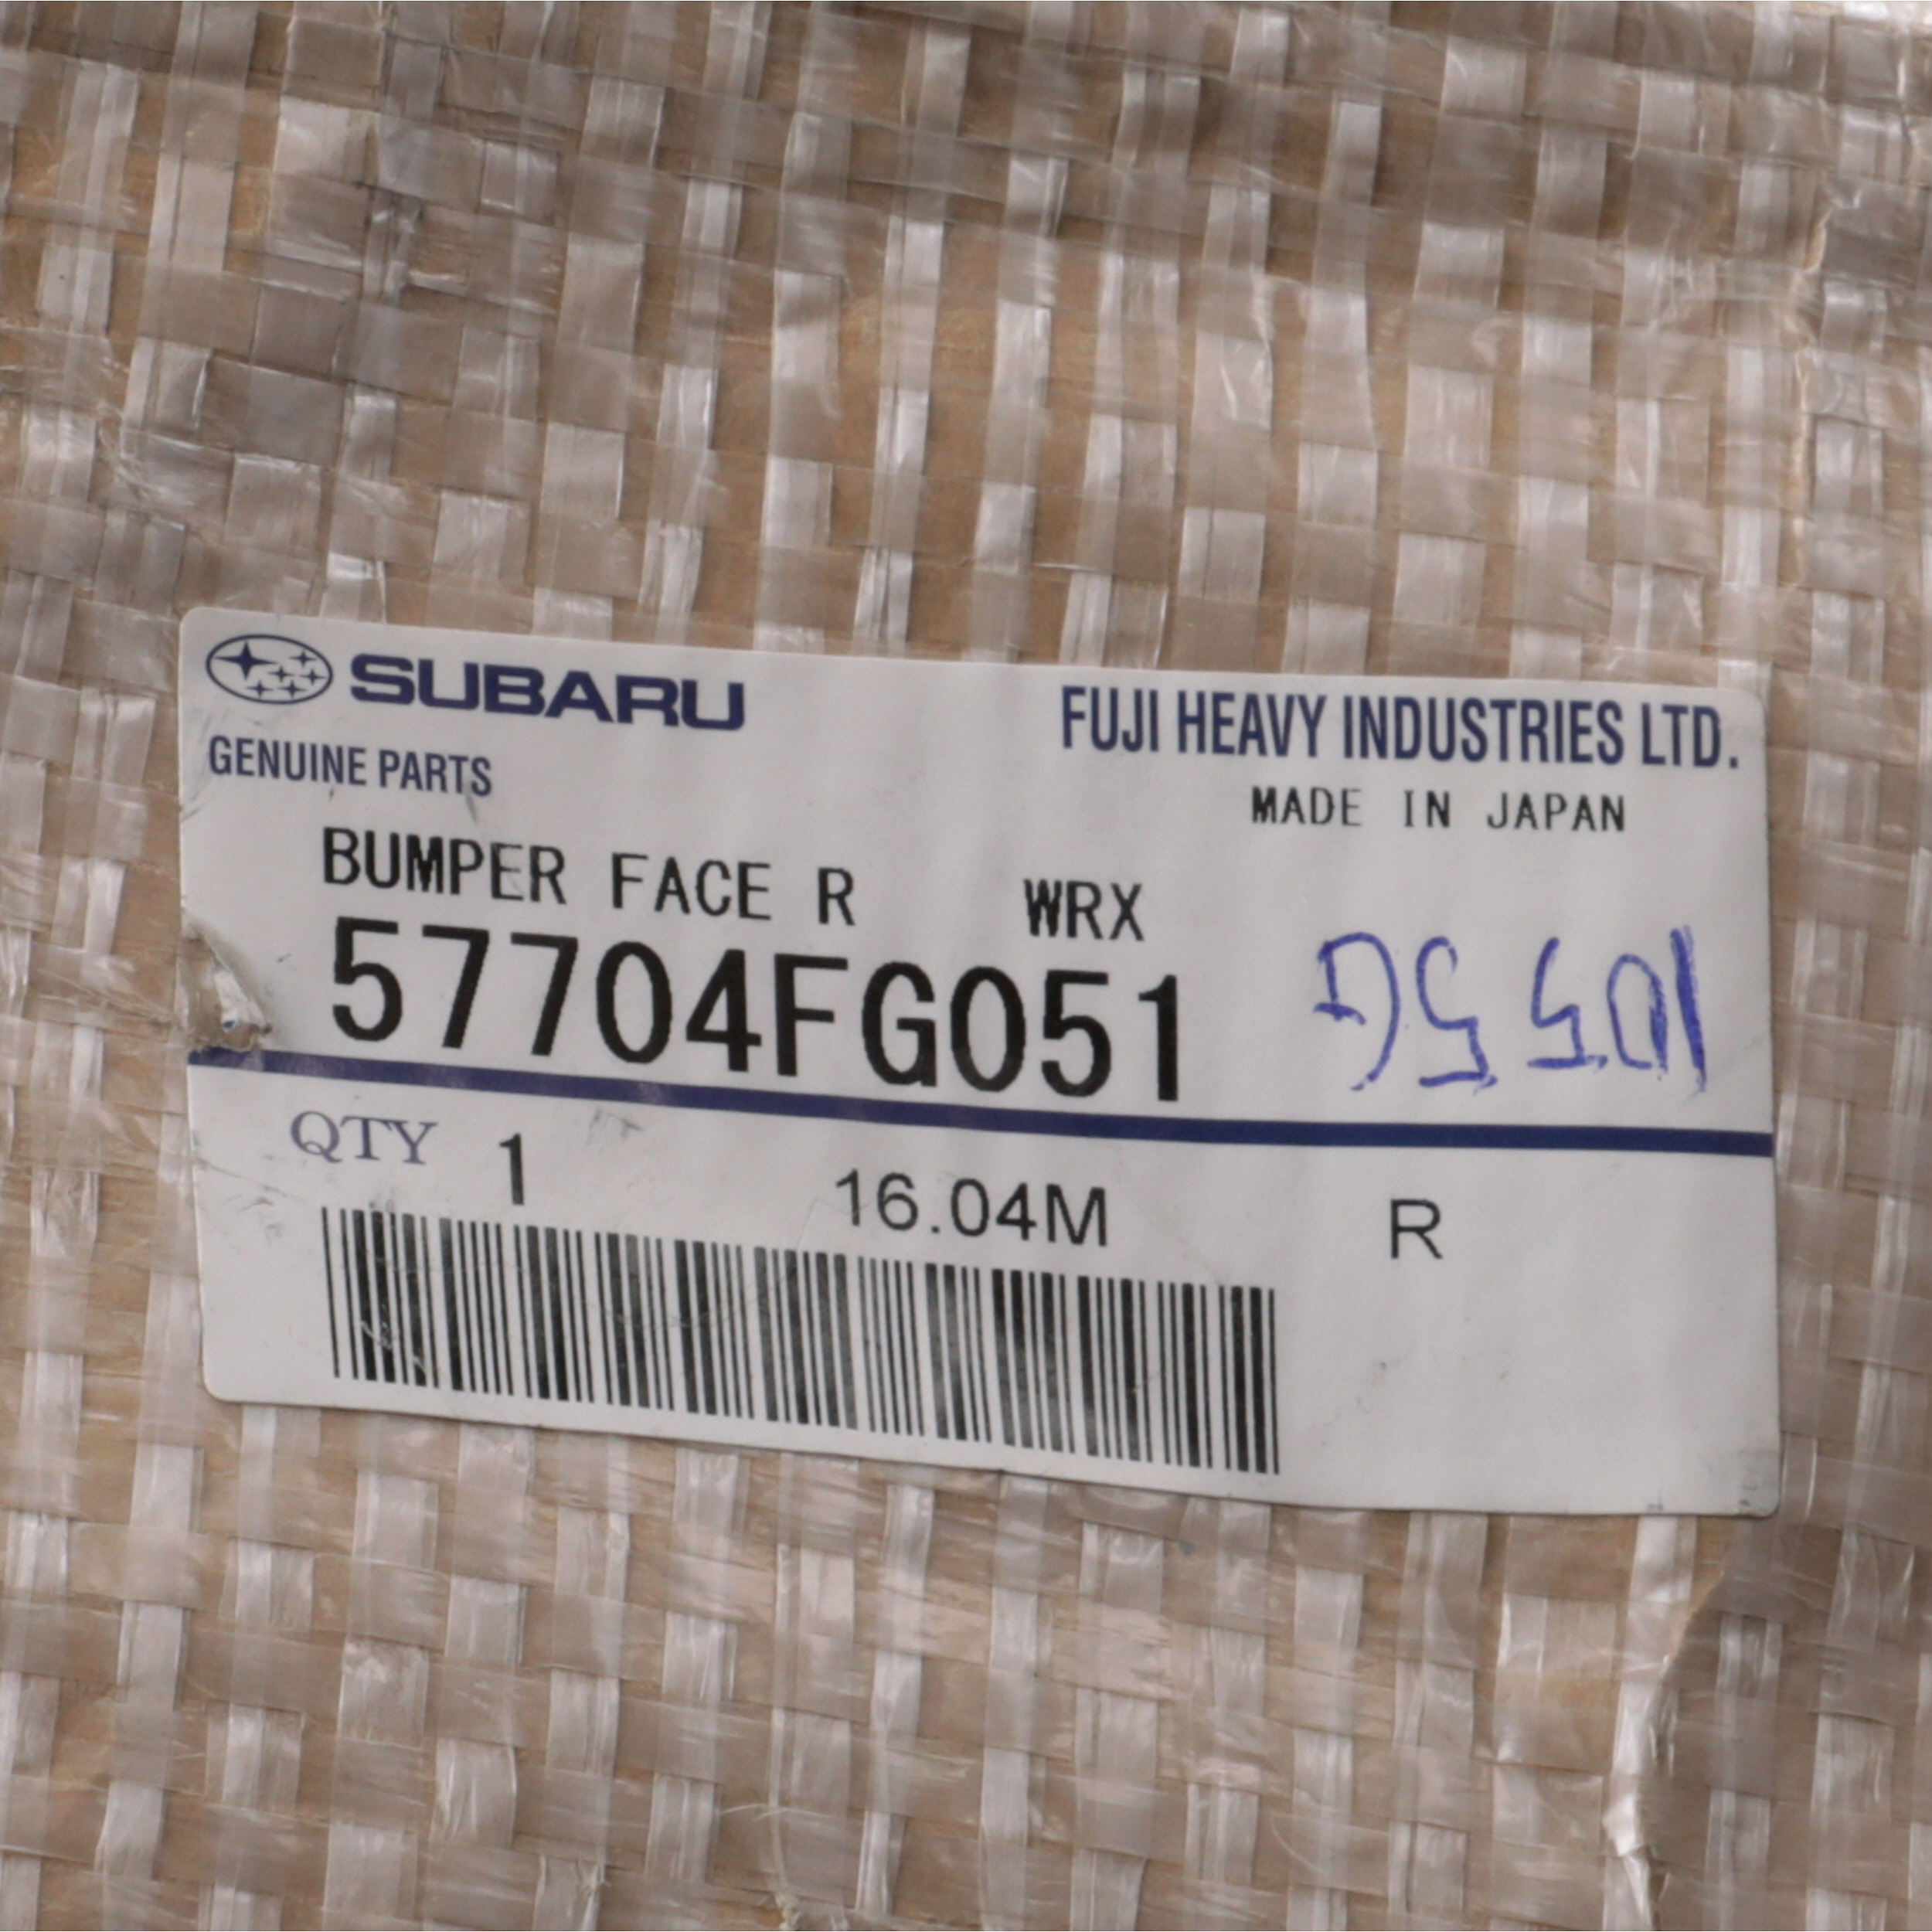 SUBARU
FUJI HEAVY INDUSTRIES LTD.
GENUINE PARTS
MADE IN JAPAN
BUMPER FACE R WRX
57704FG051
QTY 1 16.04M R